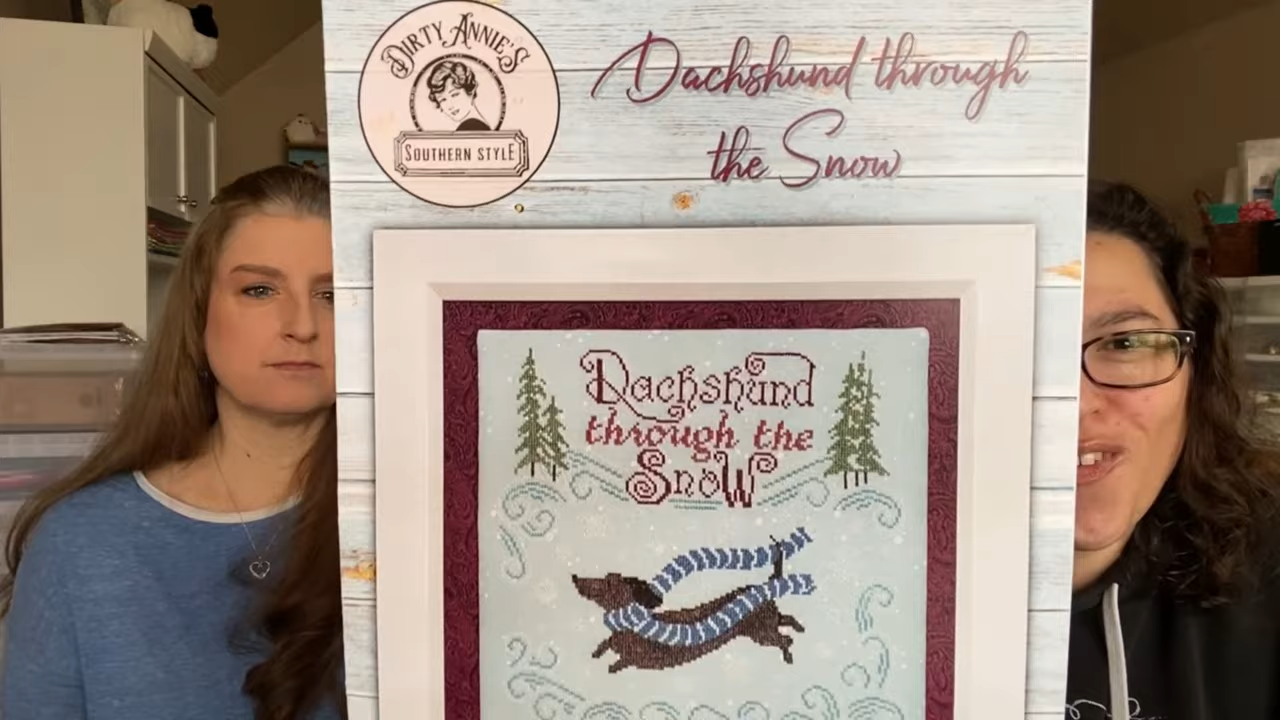 DIRTY ANNIE'S
SOUTHERN STYLE
Dachshund through
the Snow
Dachshund
through the
SnoW